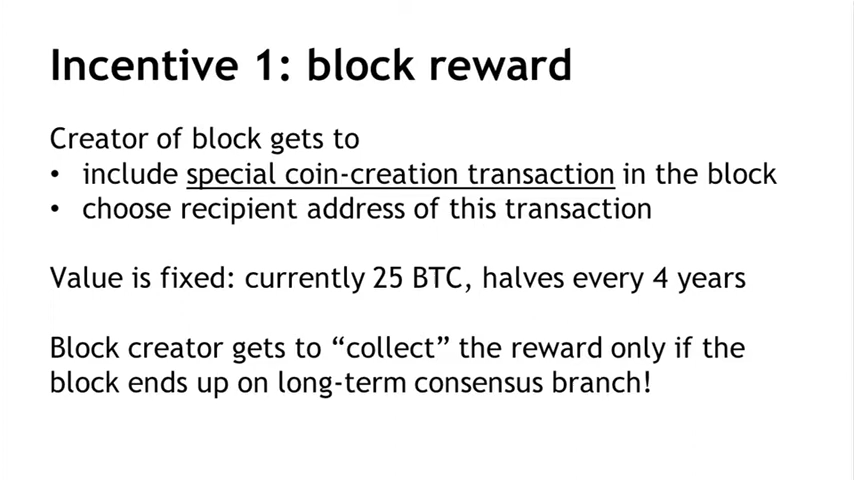 Incentive 1: block reward
Creator of block gets to
• include special coin-creation transaction in the block
• choose recipient address of this transaction
Value is fixed: currently 25 BTC, halves every 4 years
Block creator gets to “collect” the reward only if the
block ends up on long-term consensus branch!